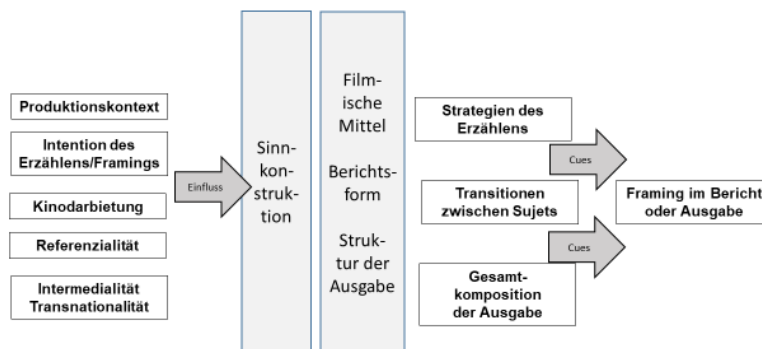 Produktionskontext
Intention des
Erzählens/Framings
Kinodarbietung
Referenzialität
Intermedialität
Transnationalität
Einfluss
Sinn-
kon-
struk-
tion
Film-
ische
Mittel
Berichts-
form
Struk-
tur der
Ausgabe
Strategien des
Erzählens
Transitionen
zwischen Sujets
Gesamt-
komposition
der Ausgabe
Cues
Cues
Framing im Bericht
oder Ausgabe